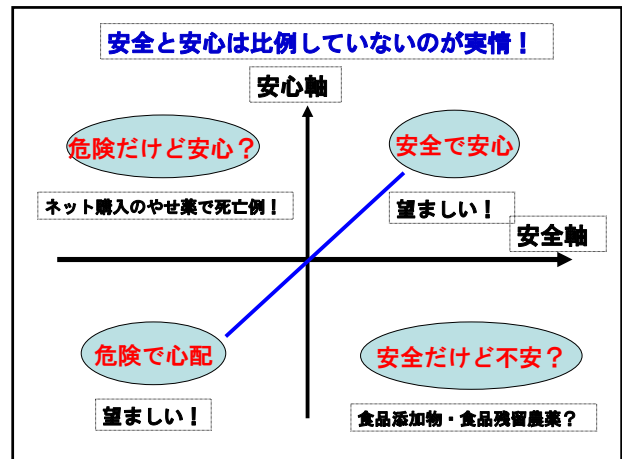 安全と安心は比例していないのが実情！
安心軸
危険だけど安心？
安全で安心
ネット購入のやせ薬で死亡例！
望ましい！
安全軸
危険で心配
安全だけど不安？
望ましい！
食品添加物・食品残留農薬？